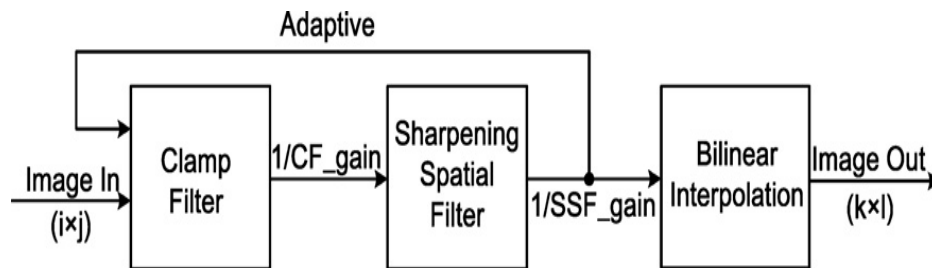 Adaptive
Image In
(i×j)
Clamp
Filter
1/CF_gain
Sharpening
Spatial
Filter
1/SSF_gain
Bilinear
Interpolation
Image Out
(k×l)